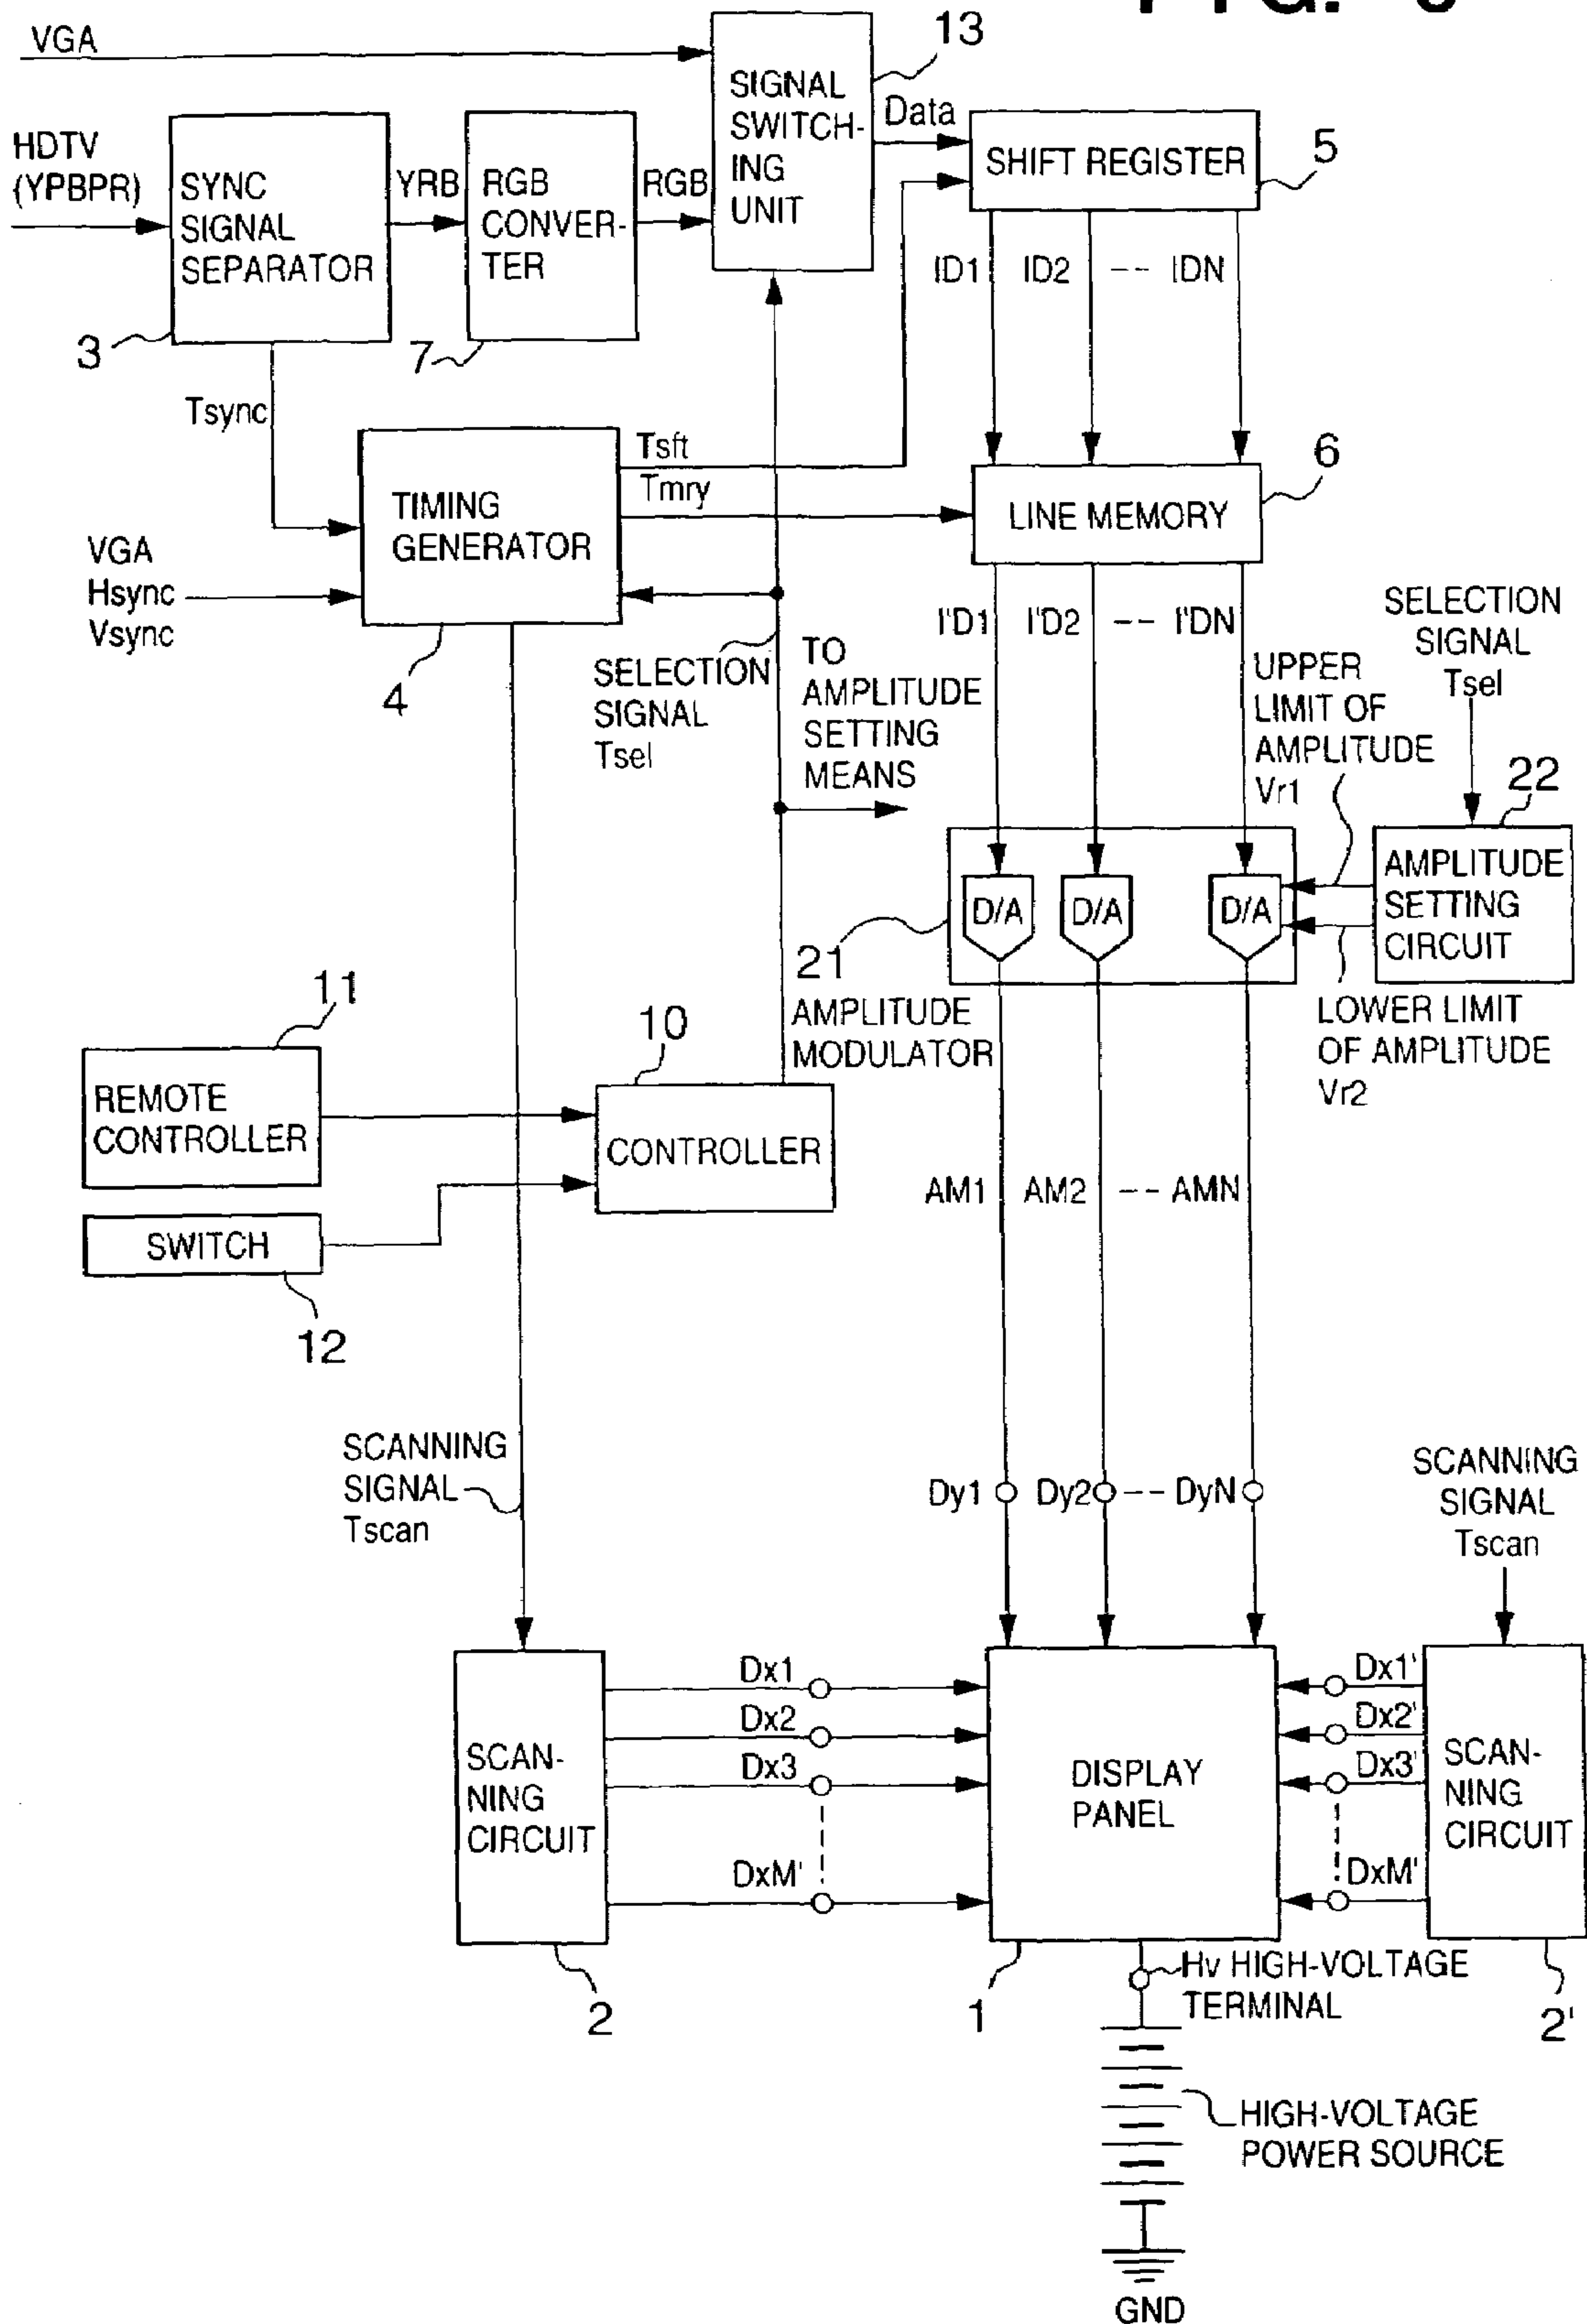 VGA
HDTV
(YPBPR)
SYNC
SIGNAL
SEPARATOR
3
YRB
RGB
CONVER-
TER
7
RGB
SIGNAL
SWITCH-
ING
UNIT
13
Data
SHIFT REGISTER
5
ID1
ID2
-- IDN
Tsync
TIMING
GENERATOR
4
Tsft
Tmry
VGA
Hsync
Vsync
LINE MEMORY
6
I'D1
I'D2
-- I'DN
SELECTION
SIGNAL
Tsel
TO
AMPLITUDE
SETTING
MEANS
UPPER
LIMIT OF
AMPLITUDE
Vr1
SELECTION
SIGNAL
Tsel
22
AMPLITUDE
SETTING
CIRCUIT
D/A
D/A
D/A
21
AMPLITUDE
MODULATOR
LOWER LIMIT
OF AMPLITUDE
Vr2
11
REMOTE
CONTROLLER
10
CONTROLLER
SWITCH
12
AM1
AM2
-- AMN
SCANNING
SIGNAL
Tscan
Dy1
Dy2
-- DyN
SCANNING
SIGNAL
Tscan
SCAN-
NING
CIRCUIT
2
Dx1
Dx2
Dx3
DxM'
DISPLAY
PANEL
1
Dx1'
Dx2'
Dx3'
DxM'
SCAN-
NING
CIRCUIT
2'
Hv HIGH-VOLTAGE
TERMINAL
HIGH-VOLTAGE
POWER SOURCE
GND